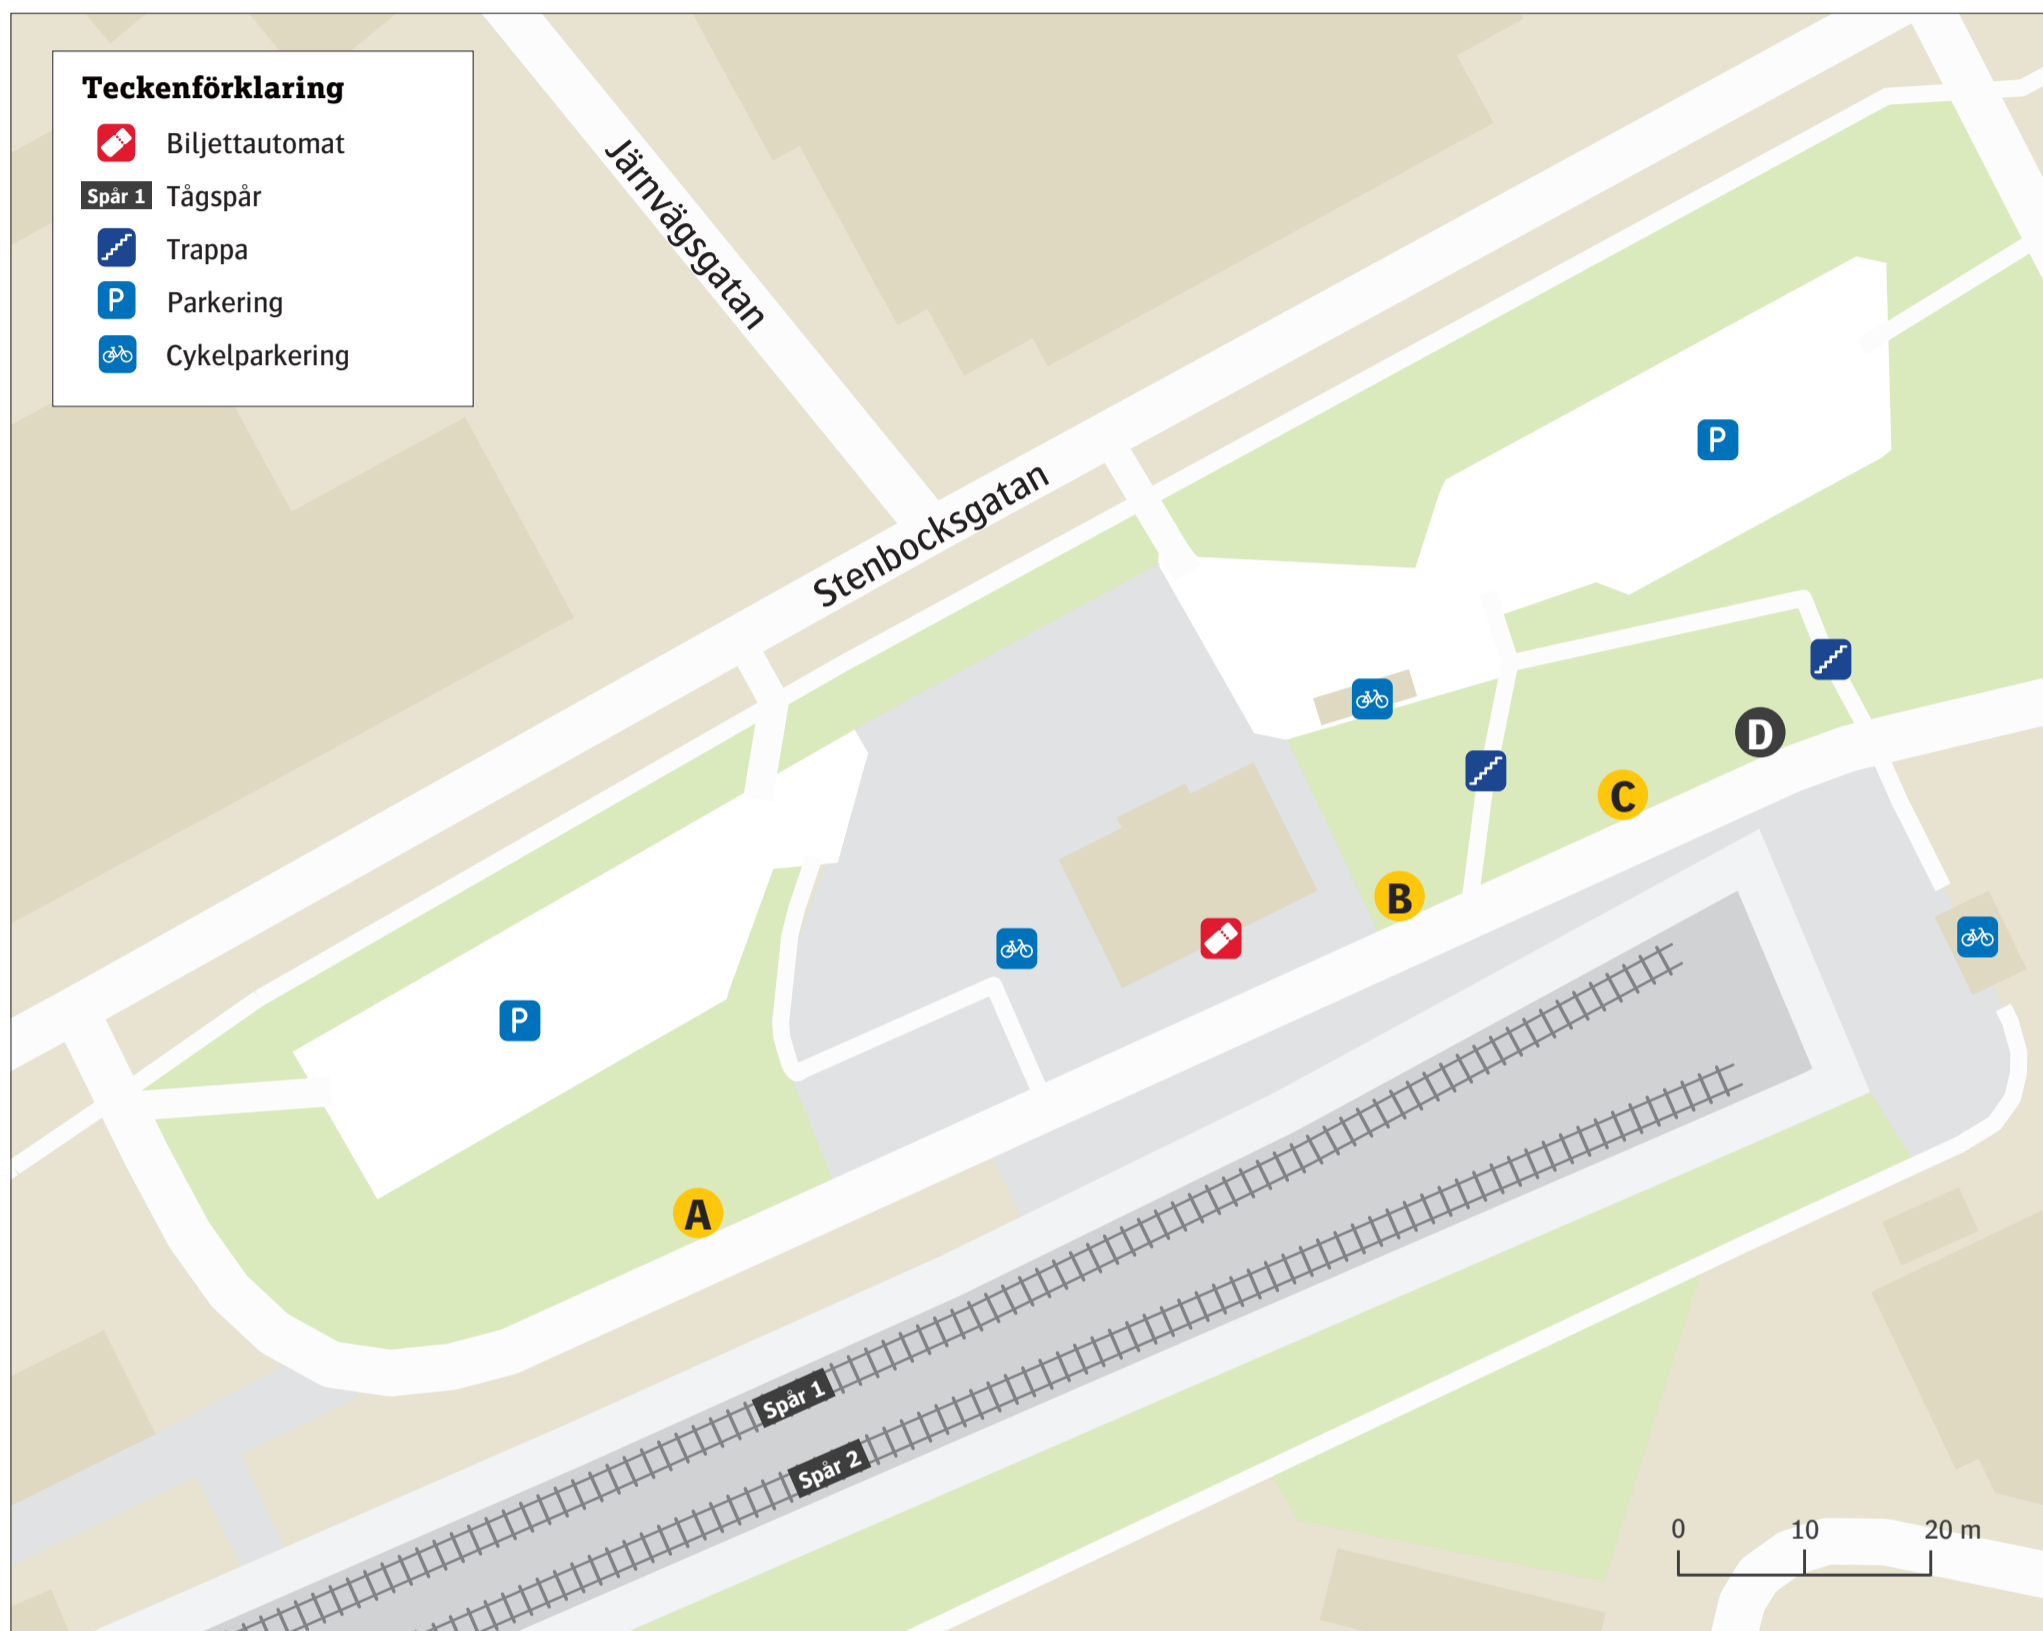 Teckenförklaring
Biljettautomat
Spår 1 Tågspår
Trappa
P Parkering
Cykelparkering
Järnvägsgatan
Stenbocksgatan
P
D
C
B
P
A
Spår 1
Spår 2
0 10 20 m